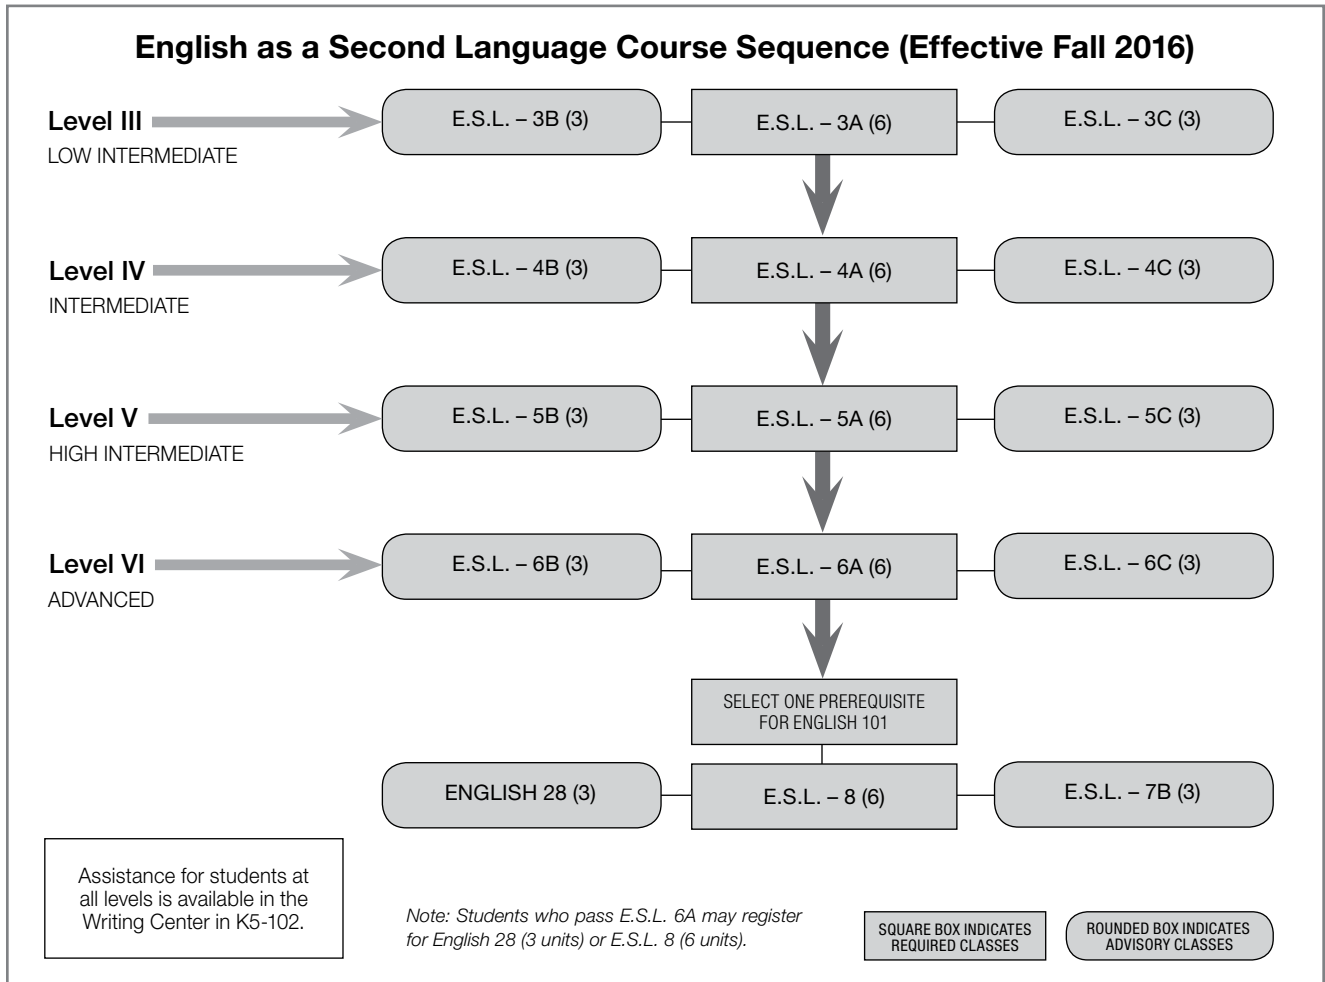 English as a Second Language Course Sequence (Effective Fall 2016)
Level III
LOW INTERMEDIATE
E.S.L. – 3B (3)
E.S.L. – 3A (6)
E.S.L. – 3C (3)
Level IV
INTERMEDIATE
E.S.L. – 4B (3)
E.S.L. – 4A (6)
E.S.L. – 4C (3)
Level V
HIGH INTERMEDIATE
E.S.L. – 5B (3)
E.S.L. – 5A (6)
E.S.L. – 5C (3)
Level VI
ADVANCED
E.S.L. – 6B (3)
E.S.L. – 6A (6)
E.S.L. – 6C (3)
SELECT ONE PREREQUISITE
FOR ENGLISH 101
ENGLISH 28 (3)
E.S.L. – 8 (6)
E.S.L. – 7B (3)
Assistance for students at
all levels is available in the
Writing Center in K5-102.
Note: Students who pass E.S.L. 6A may register
for English 28 (3 units) or E.S.L. 8 (6 units).
SQUARE BOX INDICATES
REQUIRED CLASSES
ROUNDED BOX INDICATES
ADVISORY CLASSES